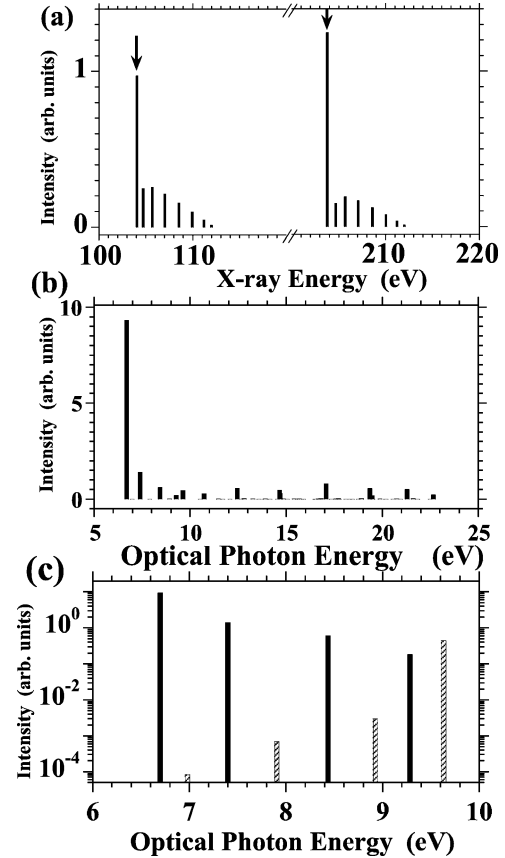 (a)
Intensity (arb. units)
1
0
100 110 210 220
X-ray Energy (eV)
(b)
Intensity (arb. units)
10
5
0
5 10 15 20 25
Optical Photon Energy (eV)
(c)
Intensity (arb. units)
10^0
10^-2
10^-4
6 7 8 9 10
Optical Photon Energy (eV)